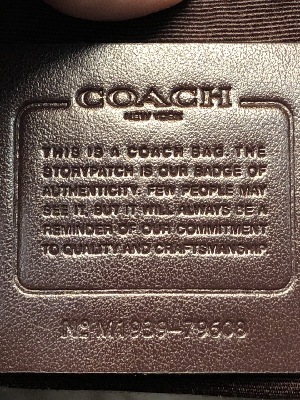 COACH
NEW YORK
THIS IS A COACH BAG. THE
STORYPATCH IS OUR BADGE OF
AUTHENTICITY. FEW PEOPLE MAY
SEE IT, BUT IT WILL ALWAYS BE A
REMINDER OF OUR COMMITMENT
TO QUALITY AND CRAFTSMANSHIP.